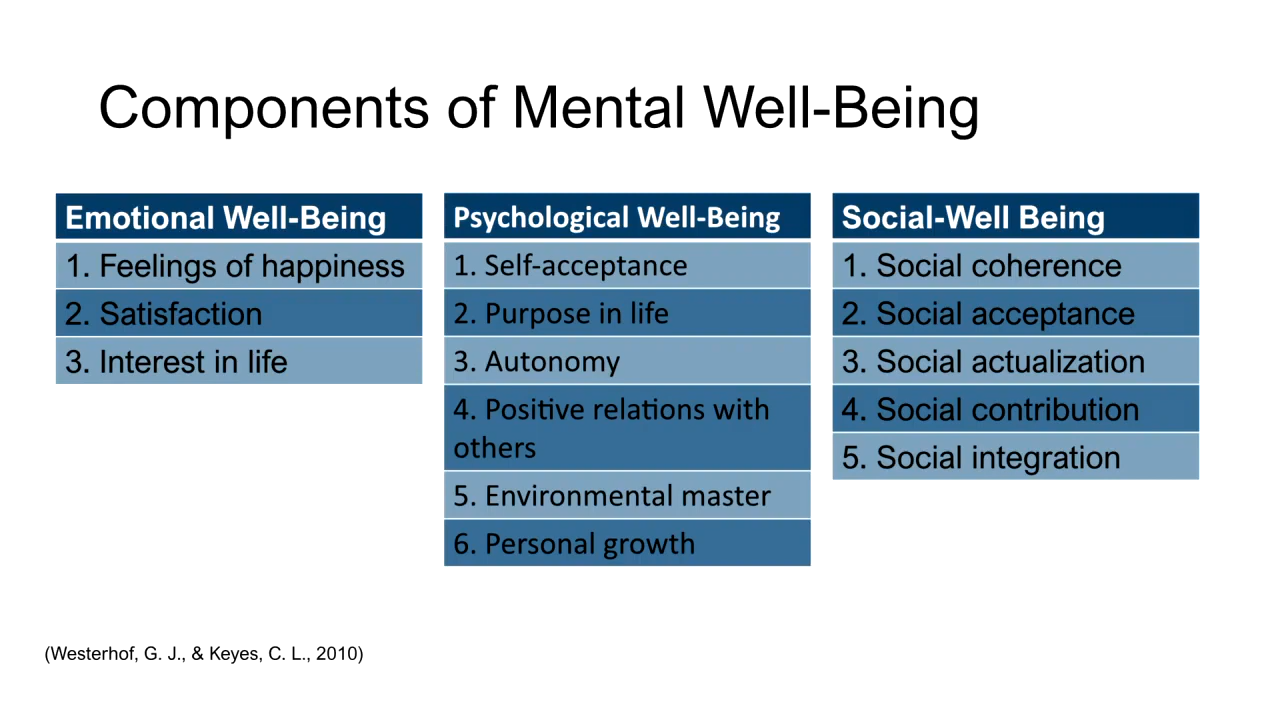 Components of Mental Well-Being
Emotional Well-Being
1. Feelings of happiness
2. Satisfaction
3. Interest in life
Psychological Well-Being
1. Self-acceptance
2. Purpose in life
3. Autonomy
4. Positive relations with
others
5. Environmental master
6. Personal growth
Social-Well Being
1. Social coherence
2. Social acceptance
3. Social actualization
4. Social contribution
5. Social integration
(Westerhof, G. J., & Keyes, C. L., 2010)